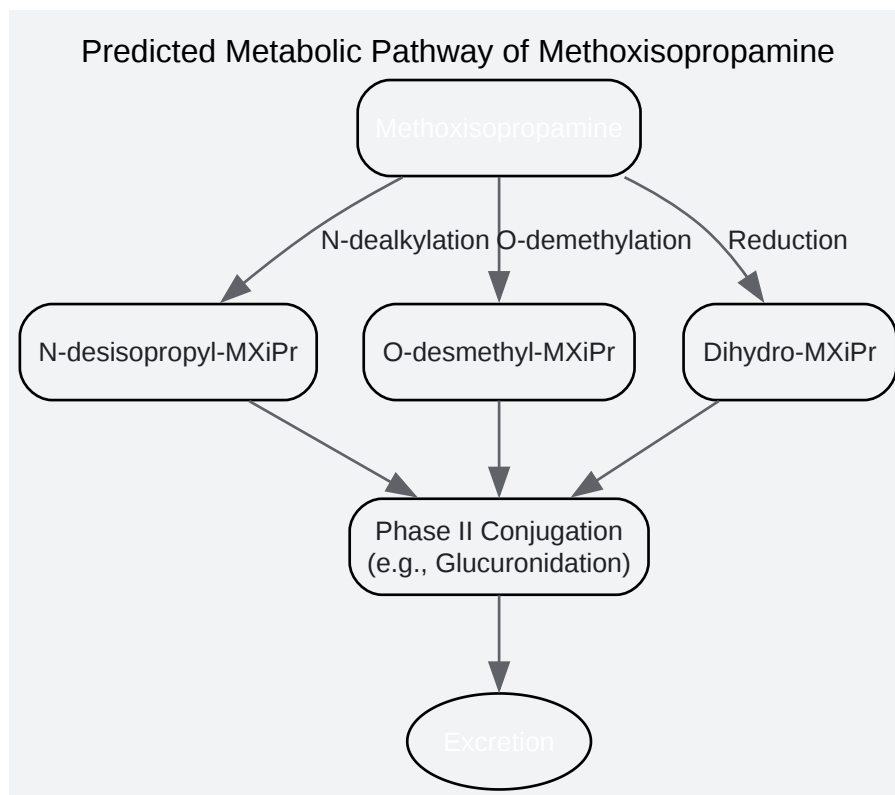 Predicted Metabolic Pathway of Methoxisopropamine
Methoxisopropamine
N-dealkylation
O-demethylation
Reduction
N-desisopropyl-MXiPr
O-desmethyl-MXiPr
Dihydro-MXiPr
Phase II Conjugation
(e.g., Glucuronidation)
Excretion